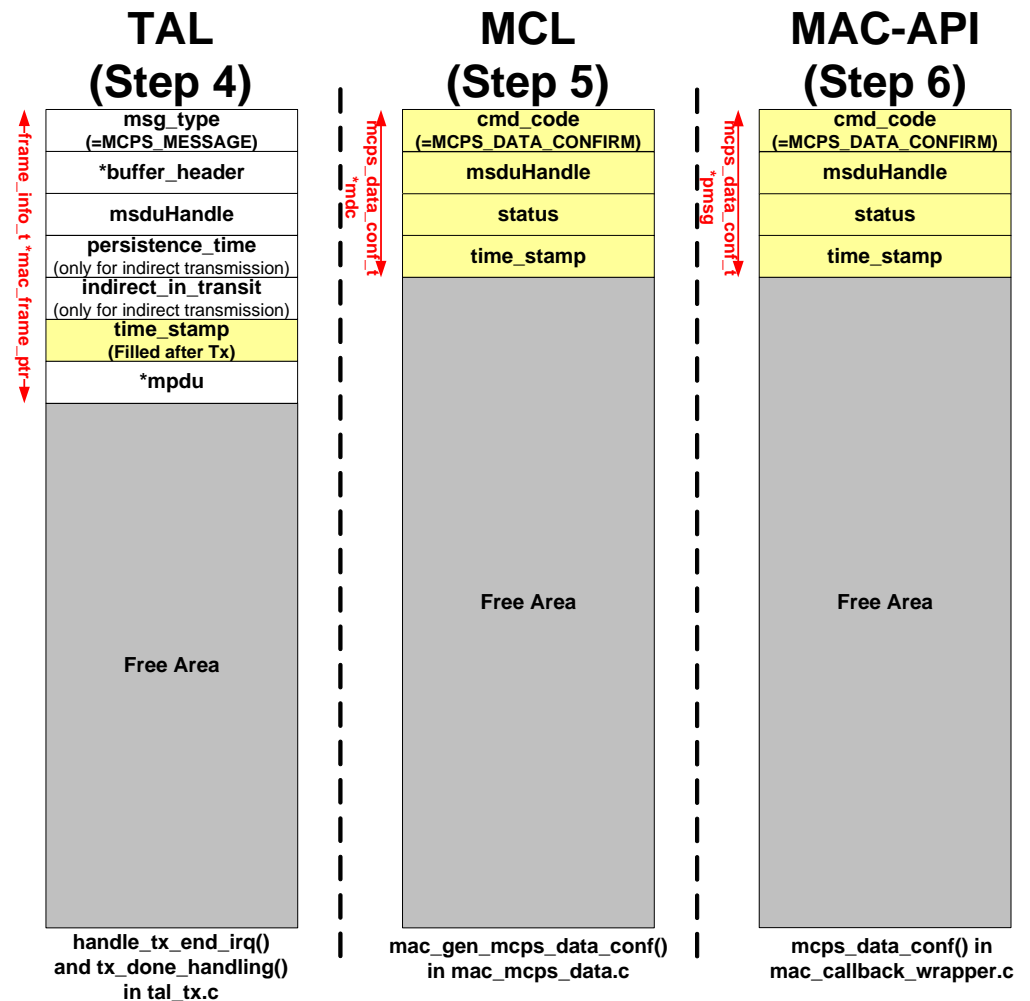 TAL
(Step 4)
frame_info_t *mac_frame_ptr
msg_type
(=MCPS_MESSAGE)
*buffer_header
msduHandle
persistence_time
(only for indirect transmission)
indirect_in_transit
(only for indirect transmission)
time_stamp
(Filled after Tx)
*mpdu
Free Area
handle_tx_end_irq()
and tx_done_handling()
in tal_tx.c
MCL
(Step 5)
mcps_data_conf_t
*mdc
cmd_code
(=MCPS_DATA_CONFIRM)
msduHandle
status
time_stamp
Free Area
mac_gen_mcps_data_conf()
in mac_mcps_data.c
MAC-API
(Step 6)
mcps_data_conf_t
*pmsg
cmd_code
(=MCPS_DATA_CONFIRM)
msduHandle
status
time_stamp
Free Area
mcps_data_conf() in
mac_callback_wrapper.c